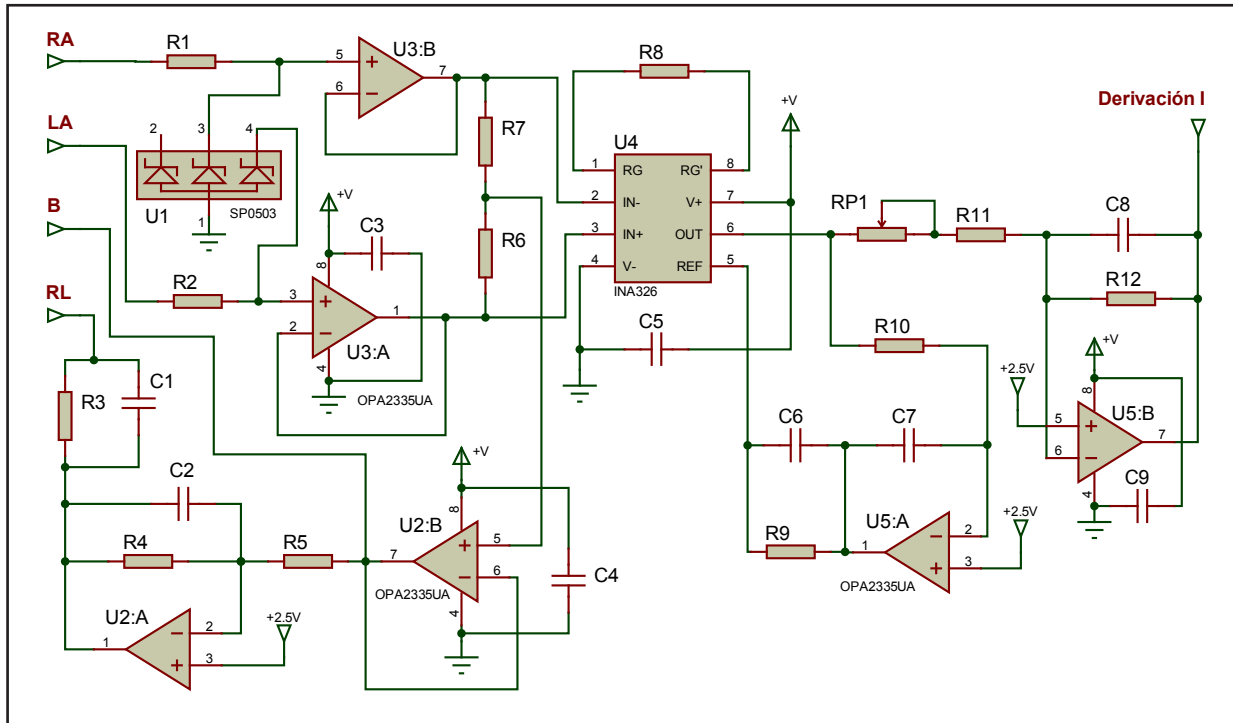 RA
R1
5
6
7
U3:B
R8
+V
Derivación I
LA
2
3
4
R7
U4
1
RG
RG'
8
2
IN-
V+
7
3
IN+
OUT
6
4
V-
REF
5
INA326
RP1
R11
C8
B
U1
SP0503
1
+V
C3
R6
R12
RL
R2
3
8
2
1
4
U3:A
OPA2335UA
C5
R10
+V
+2.5V
R3
C1
C6
C7
8
5
6
7
4
U5:B
C9
C2
+V
8
R4
R5
7
U2:B
5
6
4
OPA2335UA
C4
R9
U5:A
1
2
3
+2.5V
OPA2335UA
U2:A
1
2
3
+2.5V